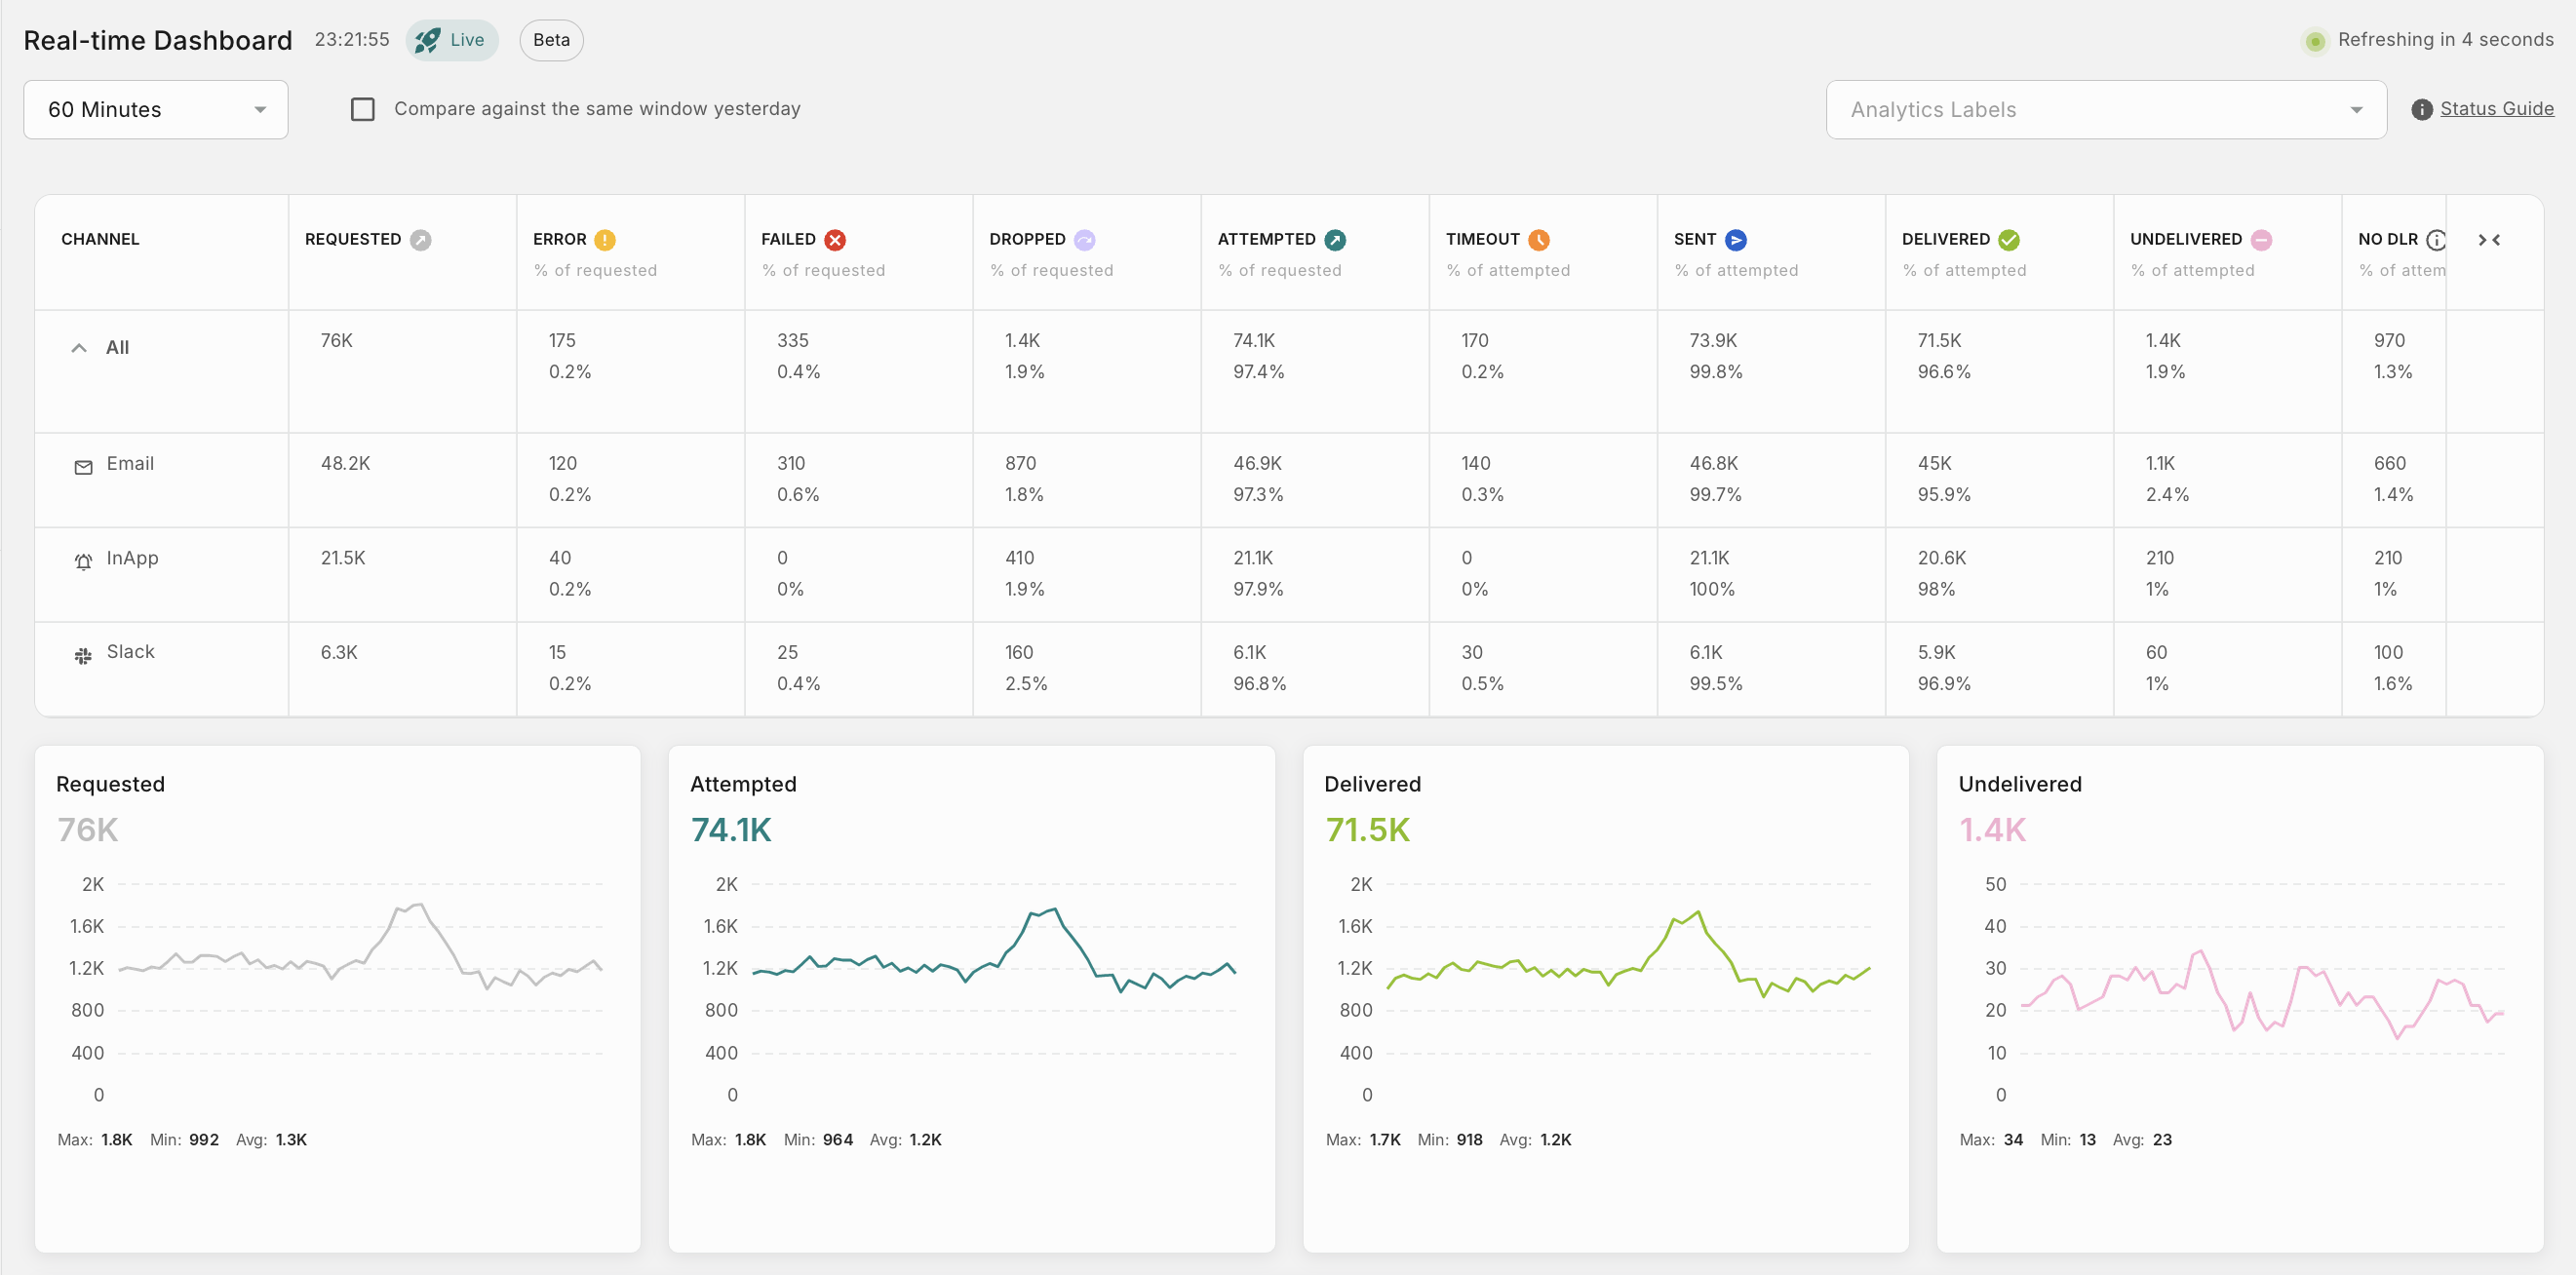 Real-time Dashboard 23:21:55 Live Beta Refreshing in 4 seconds
60 Minutes Compare against the same window yesterday Analytics Labels Status Guide
CHANNEL REQUESTED ERROR FAILED DROPPED ATTEMPTED TIMEOUT SENT DELIVERED UNDELIVERED NO DLR
% of requested % of requested % of requested % of requested % of attempted % of attempted % of attempted % of attempted % of attem
All 76K 175 335 1.4K 74.1K 170 73.9K 71.5K 1.4K 970
0.2% 0.4% 1.9% 97.4% 0.2% 99.8% 96.6% 1.9% 1.3%
Email 48.2K 120 310 870 46.9K 140 46.8K 45K 1.1K 660
0.2% 0.6% 1.8% 97.3% 0.3% 99.7% 95.9% 2.4% 1.4%
InApp 21.5K 40 0 410 21.1K 0 21.1K 20.6K 210 210
0.2% 0% 1.9% 97.9% 0% 100% 98% 1% 1%
Slack 6.3K 15 25 160 6.1K 30 6.1K 5.9K 60 100
0.2% 0.4% 2.5% 96.8% 0.5% 99.5% 96.9% 1% 1.6%
Requested
76K
2K
1.6K
1.2K
800
400
0
Max: 1.8K Min: 992 Avg: 1.3K
Attempted
74.1K
2K
1.6K
1.2K
800
400
0
Max: 1.8K Min: 964 Avg: 1.2K
Delivered
71.5K
2K
1.6K
1.2K
800
400
0
Max: 1.7K Min: 918 Avg: 1.2K
Undelivered
1.4K
50
40
30
20
10
0
Max: 34 Min: 13 Avg: 23